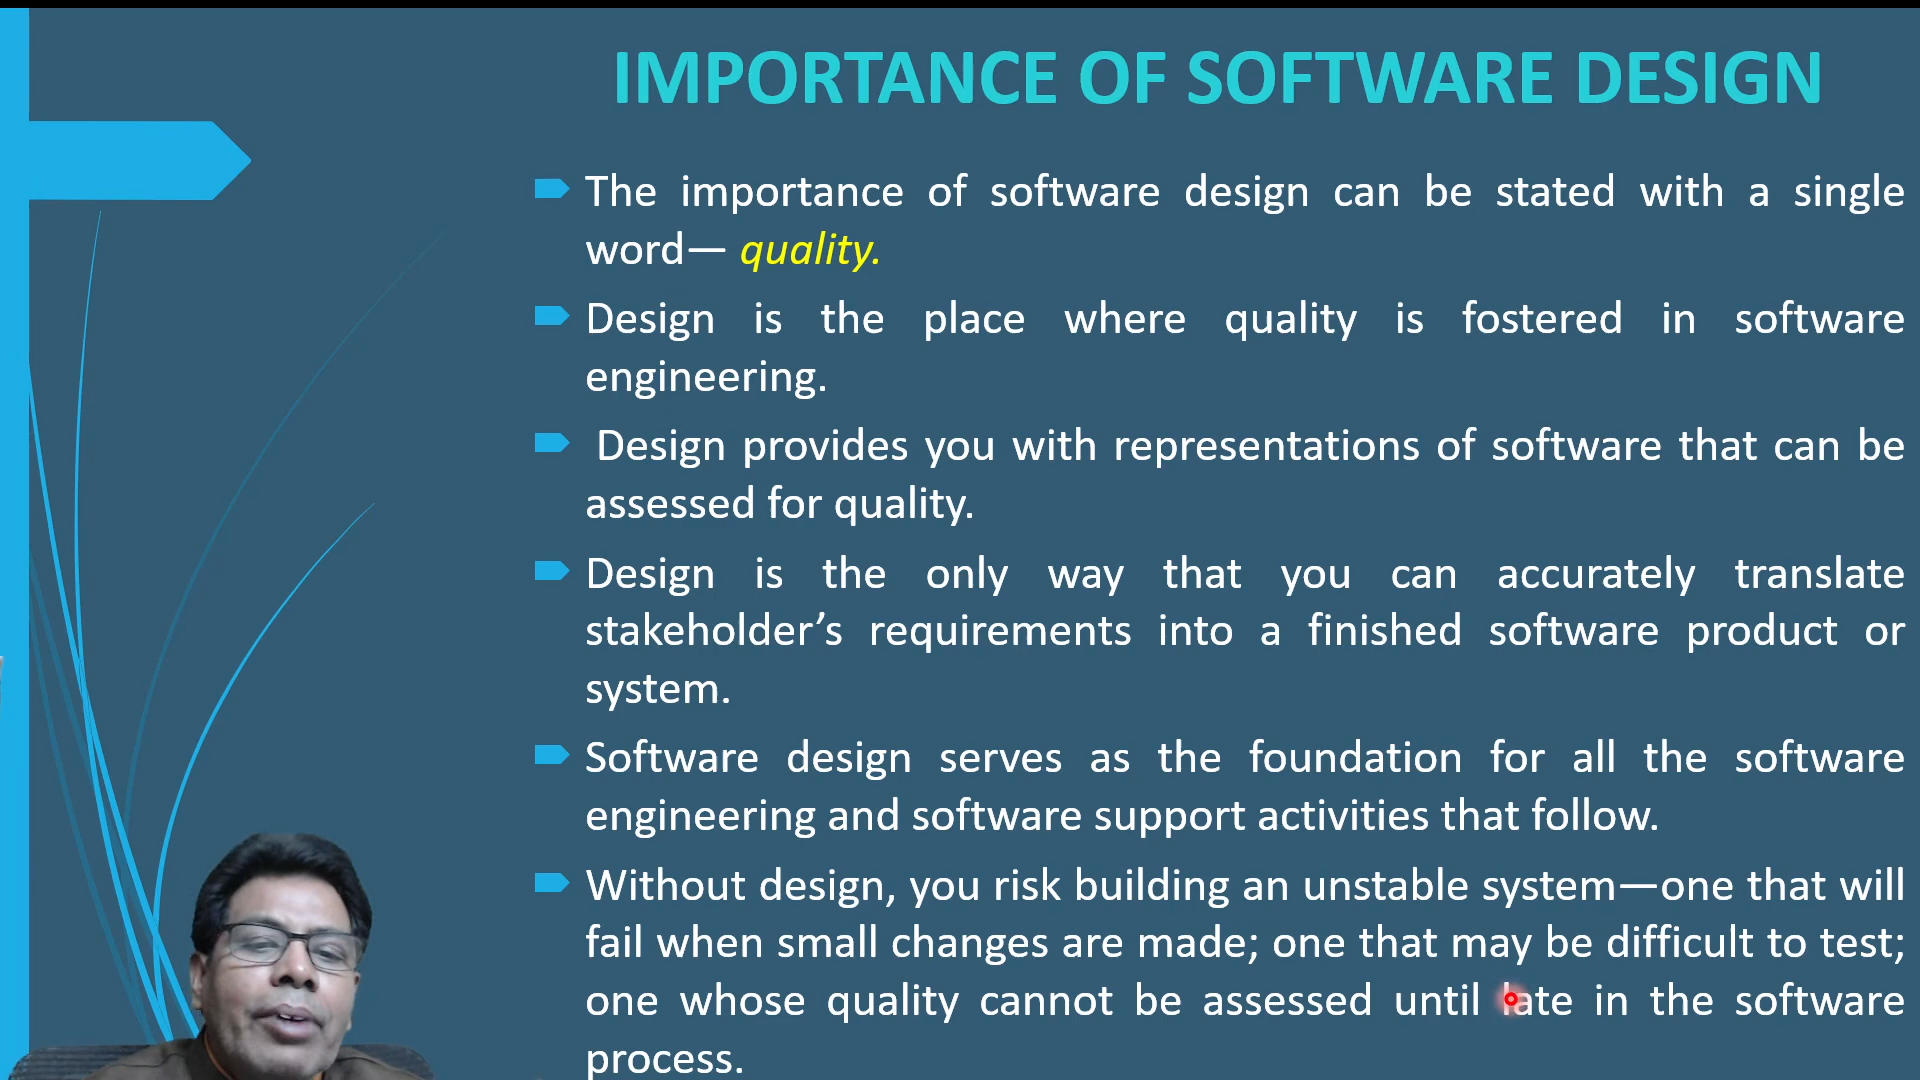 IMPORTANCE OF SOFTWARE DESIGN
The importance of software design can be stated with a single
word— quality.
Design is the place where quality is fostered in software
engineering.
Design provides you with representations of software that can be
assessed for quality.
Design is the only way that you can accurately translate
stakeholder’s requirements into a finished software product or
system.
Software design serves as the foundation for all the software
engineering and software support activities that follow.
Without design, you risk building an unstable system—one that will
fail when small changes are made; one that may be difficult to test;
one whose quality cannot be assessed until late in the software
process.